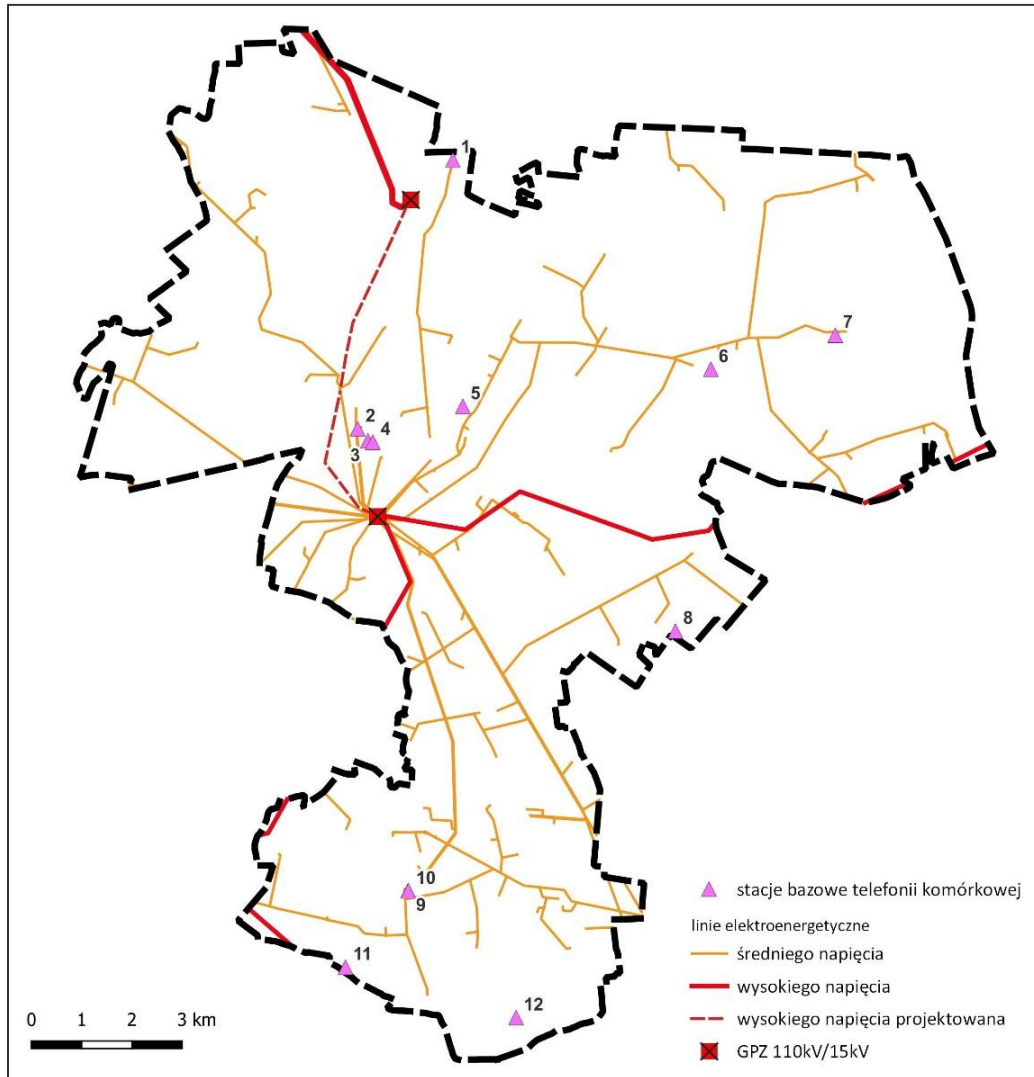 1
7
6
5
2
4
3
8
10
9
11
12
stacje bazowe telefonii komórkowej
linie elektroenergetyczne
średniego napięcia
wysokiego napięcia
wysokiego napięcia projektowana
GPZ 110kV/15kV
0 1 2 3 km